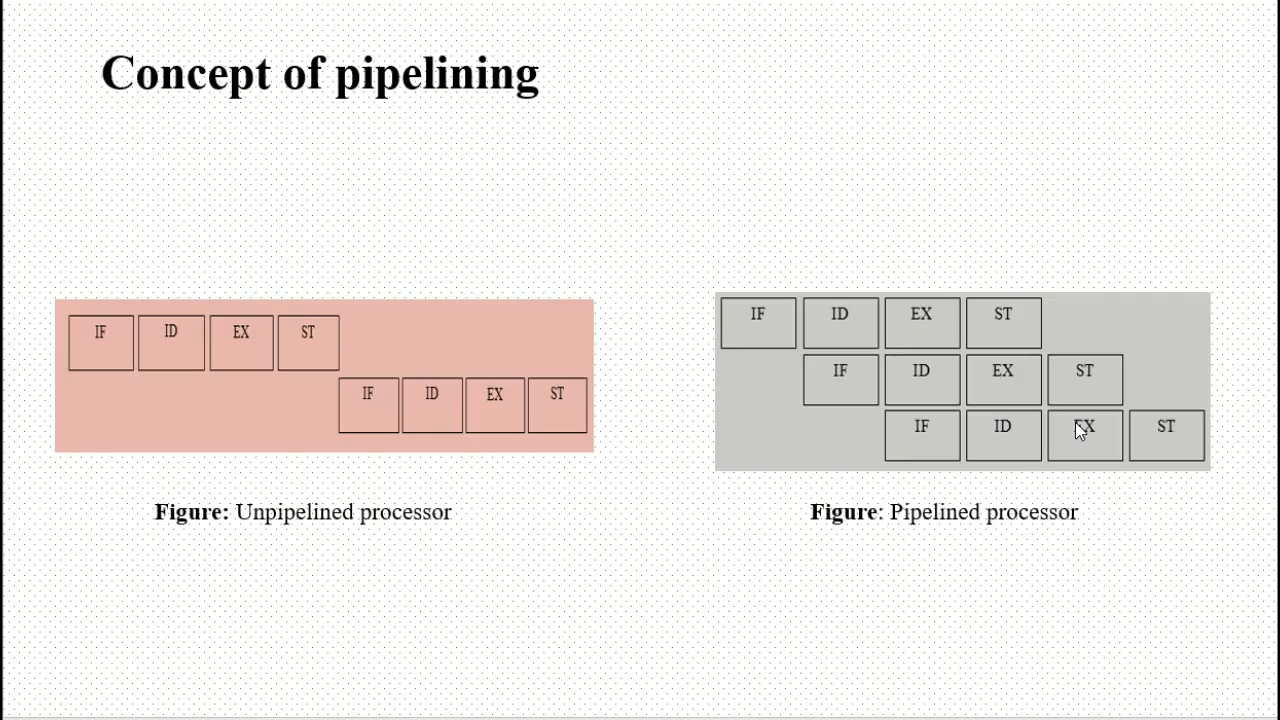 Concept of pipelining
IF ID EX ST
IF ID EX ST
Figure: Unpipelined processor
IF ID EX ST
IF ID EX ST
IF ID EX ST
Figure: Pipelined processor